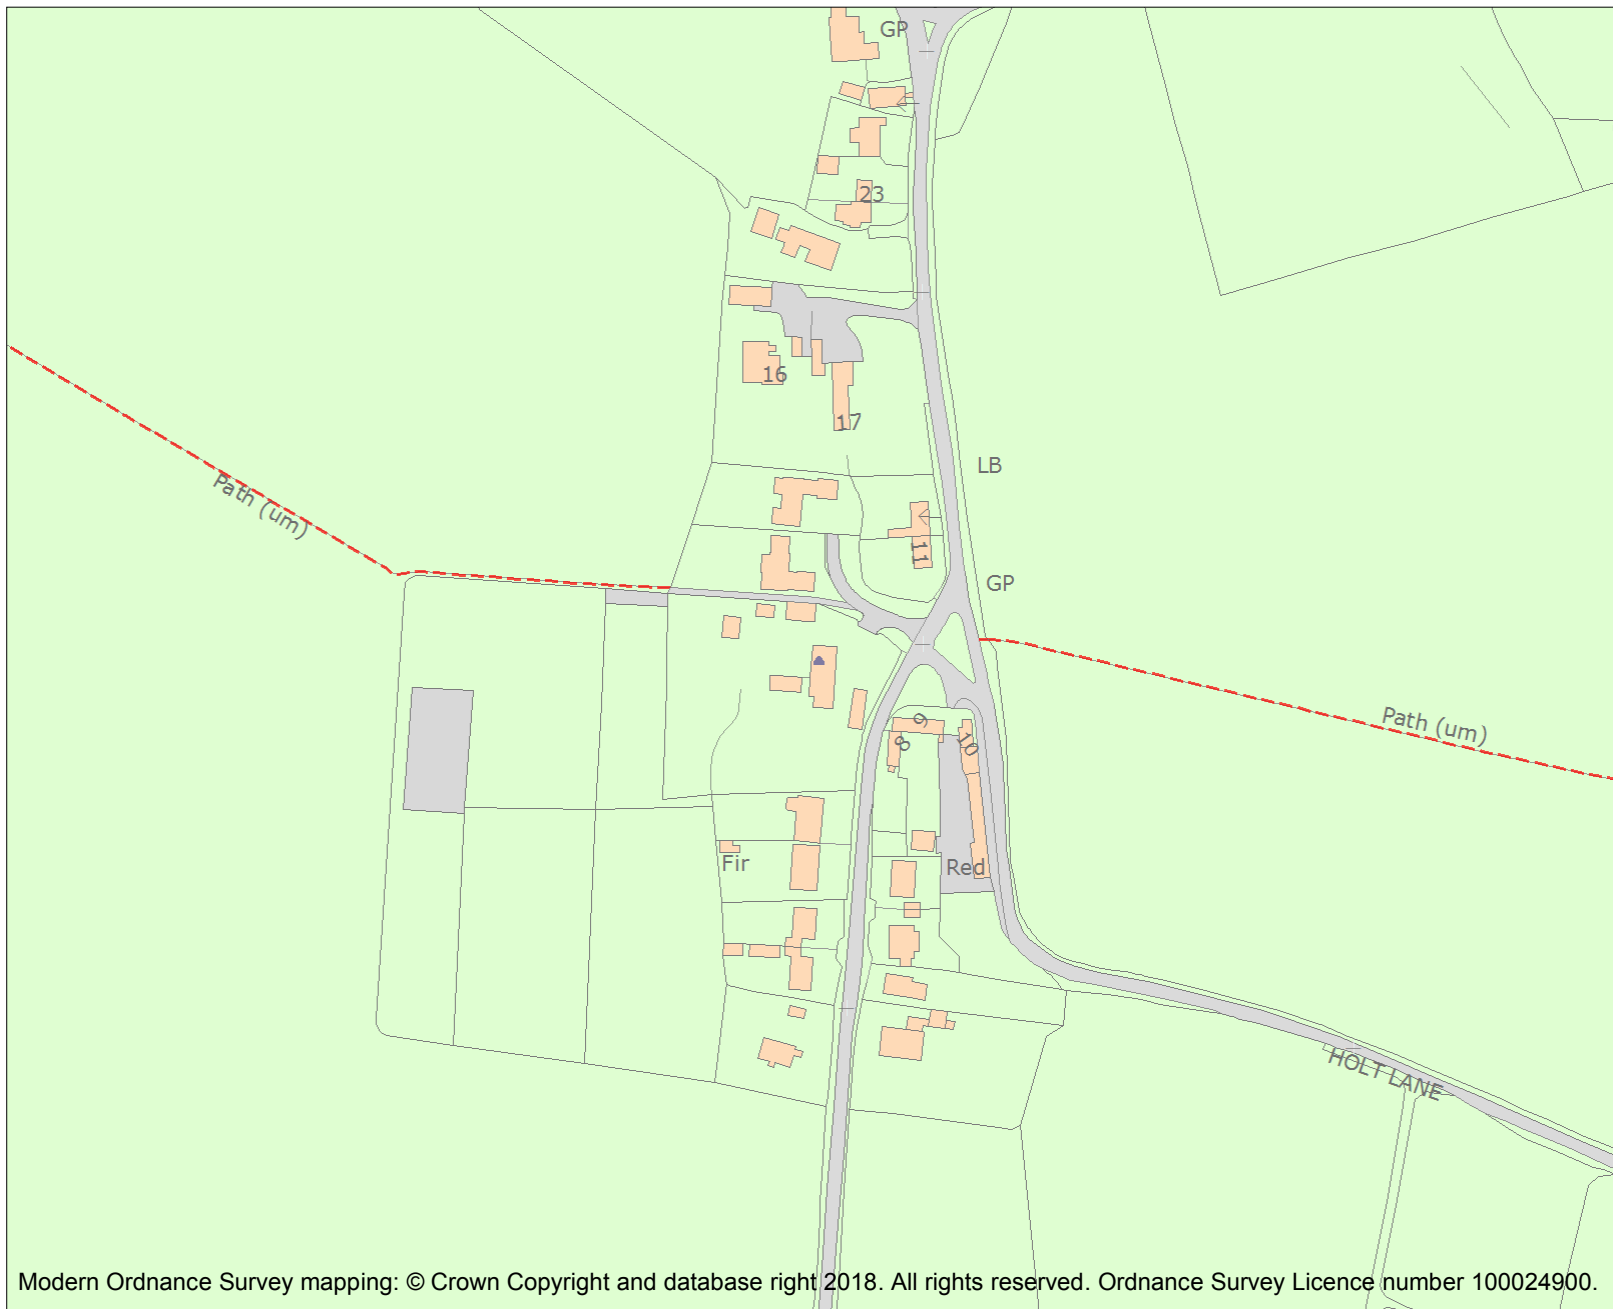 GP
23
16
17
LB
Path (um)
11
GP
Path (um)
9
8
10
Fir
Red
HOLT LANE
Modern Ordnance Survey mapping: © Crown Copyright and database right 2018. All rights reserved. Ordnance Survey Licence number 100024900.